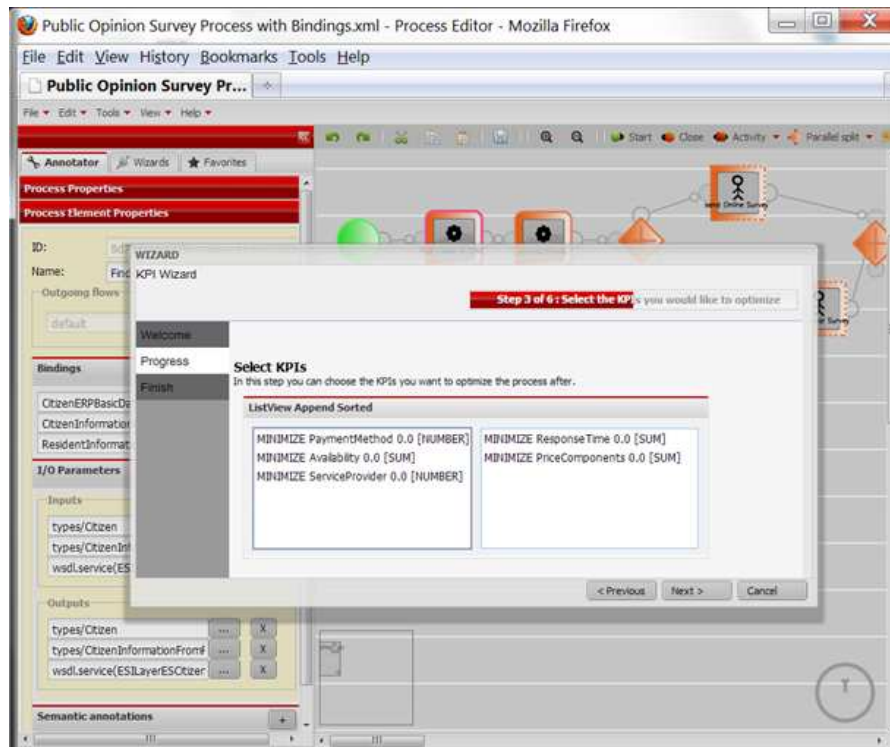 Public Opinion Survey Process with Bindings.xml - Process Editor - Mozilla Firefox
File Edit View History Bookmarks Tools Help
Public Opinion Survey Pr...
File Edit Tools View Help
Start Close Activity Parallel split
Annotator Wizards Favorites
Process Properties
Process Element Properties
ID:
Name: Find
Outgoing flows
default
Bindings
CitizenERPBasicDa
CitizenInformation
ResidentInformat
I/O Parameters
Inputs
types/Citizen
types/CitizenInf
wsdl.service(ES
Outputs
types/Citizen ... X
types/CitizenInformationFrom ... X
wsdl.service(ESILayerESCitizer ... X
Semantic annotations +
Online Survey
WIZARD
KPI Wizard
Step 3 of 6 : Select the KPIs you would like to optimize
Welcome
Progress
Finish
Select KPIs
In this step you can choose the KPIs you want to optimize the process after.
ListView Append Sorted
MINIMIZE PaymentMethod 0.0 [NUMBER]
MINIMIZE Availability 0.0 [SUM]
MINIMIZE ServiceProvider 0.0 [NUMBER]
MINIMIZE ResponseTime 0.0 [SUM]
MINIMIZE PriceComponents 0.0 [SUM]
< Previous Next > Cancel